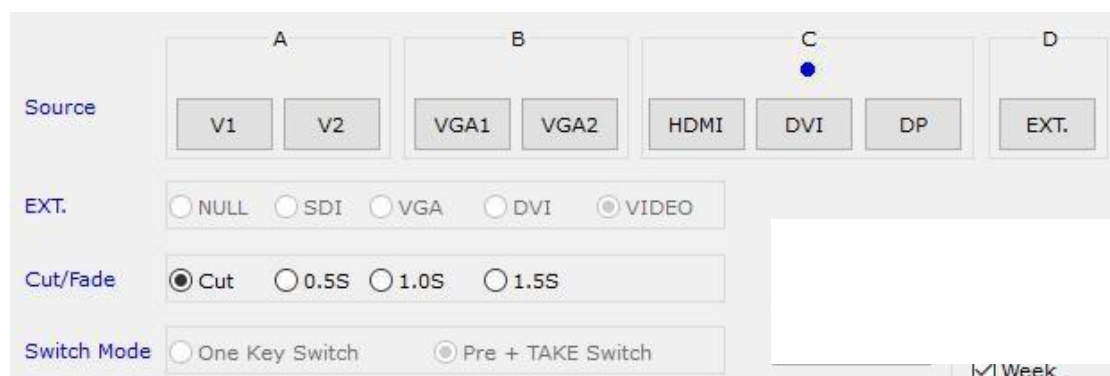 A B C D
Source V1 V2 VGA1 VGA2 HDMI DVI DP EXT.
EXT. NULL SDI VGA DVI VIDEO
Cut/Fade Cut 0.5S 1.0S 1.5S
Switch Mode One Key Switch Pre + TAKE Switch
Week